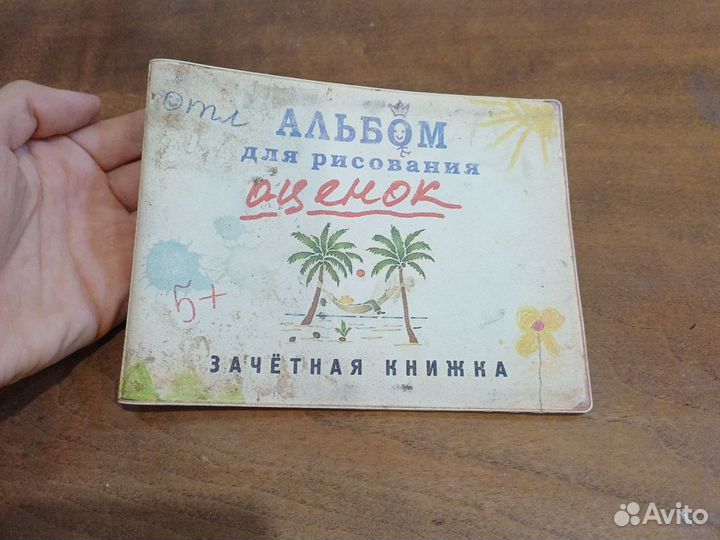 Отл
АЛЬБОМ
для рисования
оценок
5+
ЗАЧЁТНАЯ КНИЖКА
Avito